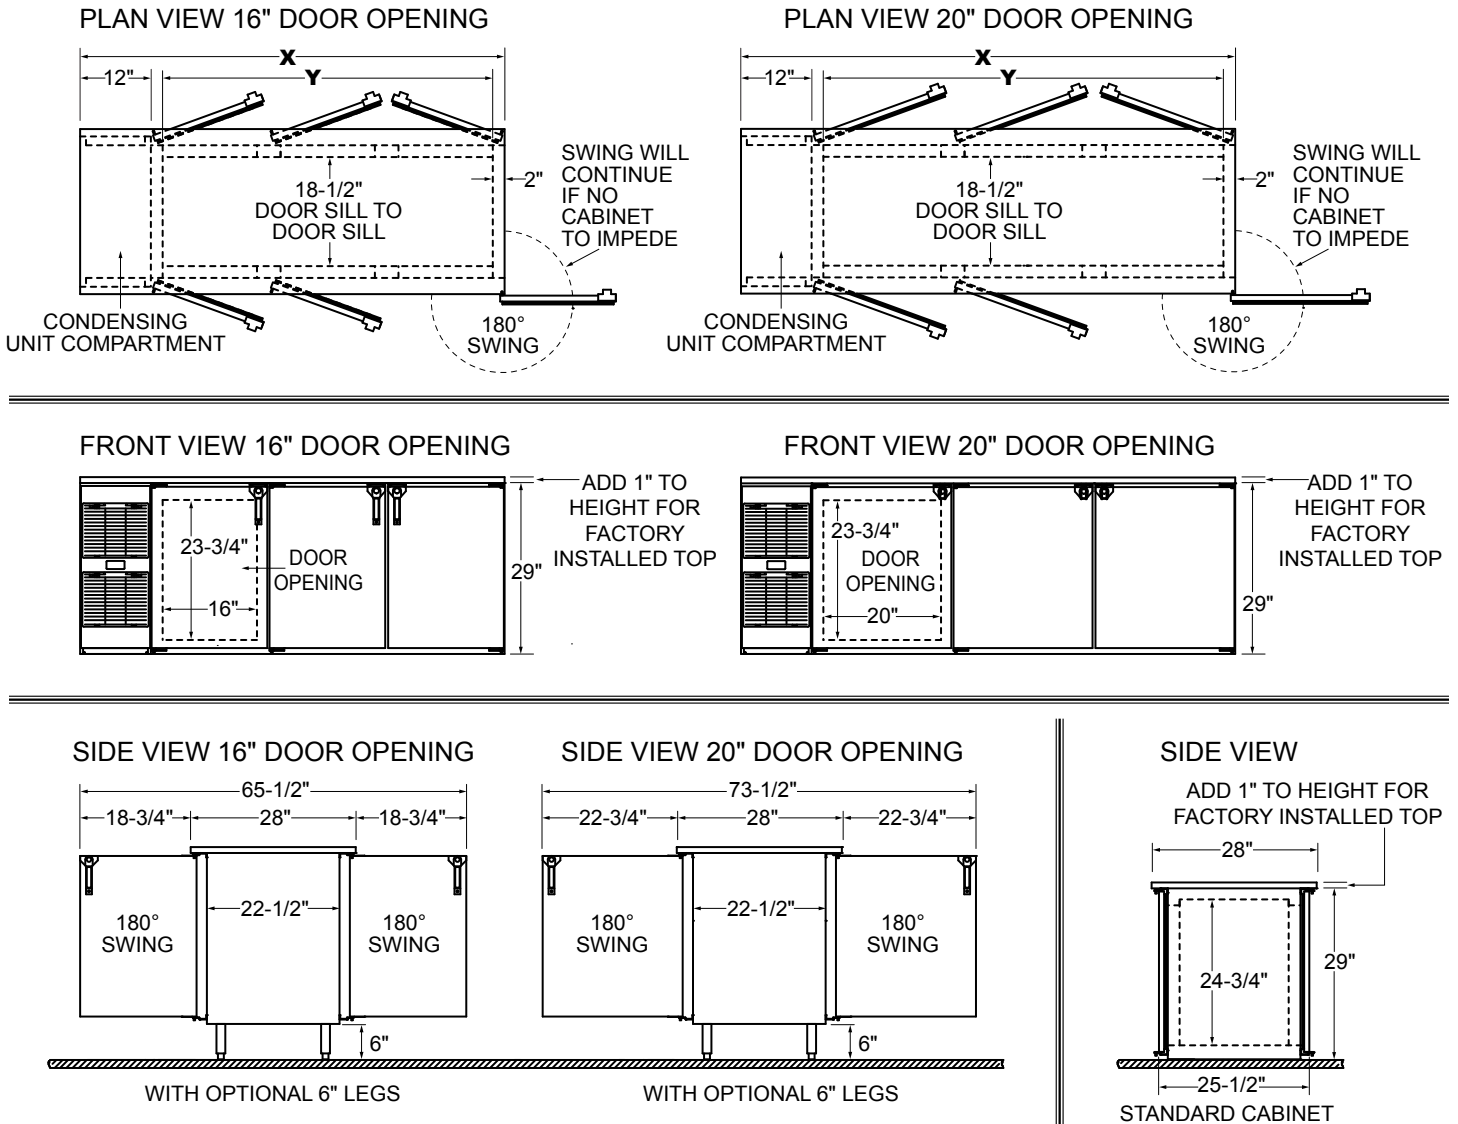 PLAN VIEW 16" DOOR OPENING
X
12"
Y
18-1/2"
DOOR SILL TO
DOOR SILL
2"
SWING WILL
CONTINUE
IF NO
CABINET
TO IMPEDE
CONDENSING
UNIT COMPARTMENT
180°
SWING
PLAN VIEW 20" DOOR OPENING
X
12"
Y
18-1/2"
DOOR SILL TO
DOOR SILL
2"
SWING WILL
CONTINUE
IF NO
CABINET
TO IMPEDE
CONDENSING
UNIT COMPARTMENT
180°
SWING
FRONT VIEW 16" DOOR OPENING
ADD 1" TO
HEIGHT FOR
FACTORY
INSTALLED TOP
23-3/4"
DOOR
OPENING
16"
29"
FRONT VIEW 20" DOOR OPENING
ADD 1" TO
HEIGHT FOR
FACTORY
INSTALLED TOP
23-3/4"
DOOR
OPENING
20"
29"
SIDE VIEW 16" DOOR OPENING
65-1/2"
18-3/4"
28"
18-3/4"
180°
SWING
22-1/2"
180°
SWING
6"
WITH OPTIONAL 6" LEGS
SIDE VIEW 20" DOOR OPENING
73-1/2"
22-3/4"
28"
22-3/4"
180°
SWING
22-1/2"
180°
SWING
6"
WITH OPTIONAL 6" LEGS
SIDE VIEW
ADD 1" TO HEIGHT FOR
FACTORY INSTALLED TOP
28"
24-3/4"
29"
25-1/2"
STANDARD CABINET